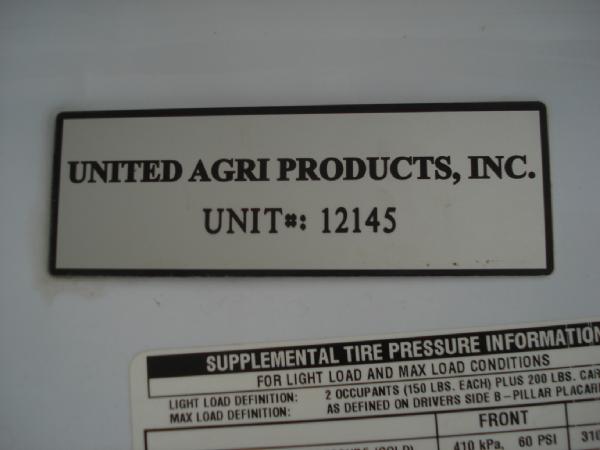 UNITED AGRI PRODUCTS, INC.
UNIT#: 12145
SUPPLEMENTAL TIRE PRESSURE INFORMATION
FOR LIGHT LOAD AND MAX LOAD CONDITIONS
LIGHT LOAD DEFINITION: 2 OCCUPANTS (150 LBS. EACH) PLUS 200 LBS. CAR
MAX LOAD DEFINITION: AS DEFINED ON DRIVERS SIDE B-PILLAR PLACAR
FRONT
410 kPa, 60 PSI 310